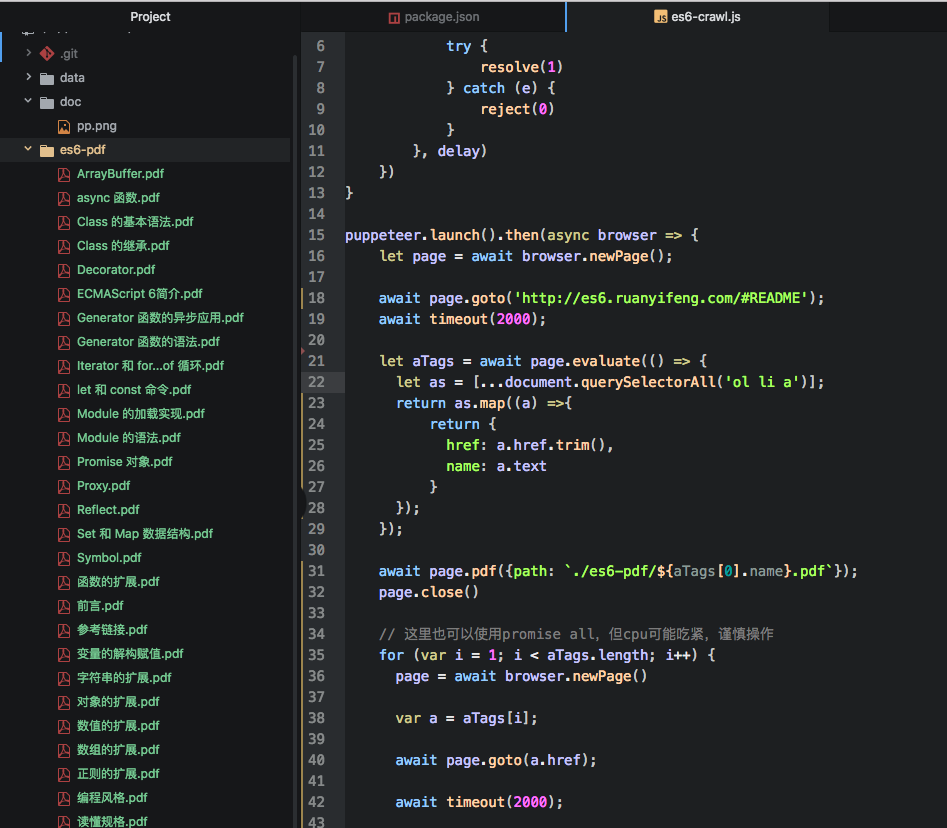 Project
package.json
es6-crawl.js
.git
data
doc
pp.png
es6-pdf
ArrayBuffer.pdf
async 函数.pdf
Class 的基本语法.pdf
Class 的继承.pdf
Decorator.pdf
ECMAScript 6简介.pdf
Generator 函数的异步应用.pdf
Generator 函数的语法.pdf
Iterator 和 for...of 循环.pdf
let 和 const 命令.pdf
Module 的加载实现.pdf
Module 的语法.pdf
Promise 对象.pdf
Proxy.pdf
Reflect.pdf
Set 和 Map 数据结构.pdf
Symbol.pdf
函数的扩展.pdf
前言.pdf
参考链接.pdf
变量的解构赋值.pdf
字符串的扩展.pdf
对象的扩展.pdf
数值的扩展.pdf
数组的扩展.pdf
正则的扩展.pdf
编程风格.pdf
读懂规格.pdf
6 try {
7 resolve(1)
8 } catch (e) {
9 reject(0)
10 }
11 }, delay)
12 })
13 }
14
15 puppeteer.launch().then(async browser => {
16 let page = await browser.newPage();
17
18 await page.goto('http://es6.ruanyifeng.com/#README');
19 await timeout(2000);
20
21 let aTags = await page.evaluate(() => {
22 let as = [...document.querySelectorAll('ol li a')];
23 return as.map((a) =>{
24 return {
25 href: a.href.trim(),
26 name: a.text
27 }
28 });
29 });
30
31 await page.pdf({path: `./es6-pdf/${aTags[0].name}.pdf`});
32 page.close()
33
34 // 这里也可以使用promise all，但cpu可能吃紧，谨慎操作
35 for (var i = 1; i < aTags.length; i++) {
36 page = await browser.newPage()
37
38 var a = aTags[i];
39
40 await page.goto(a.href);
41
42 await timeout(2000);
43